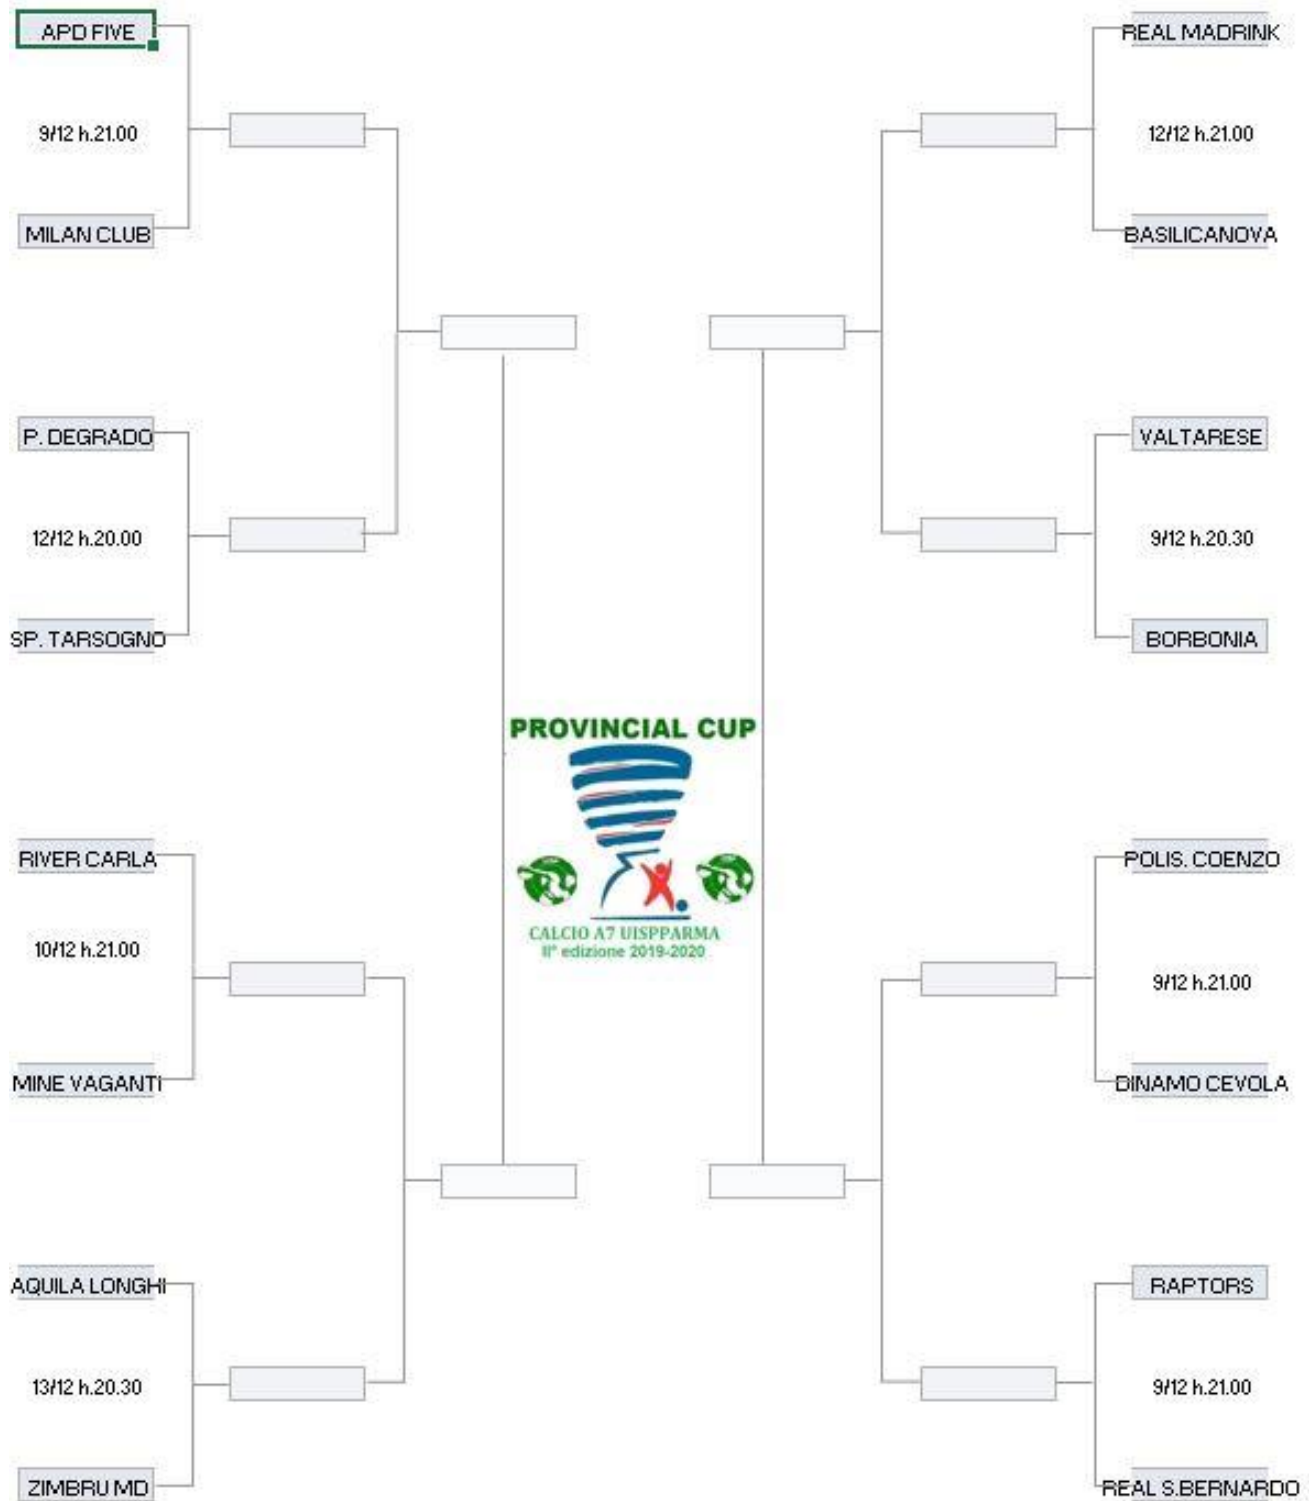 APD FIVE
9/12 h.21.00
MILAN CLUB
P. DEGRADO
12/12 h.20.00
SP. TARSOGNO
RIVER CARLA
10/12 h.21.00
MINE VAGANTI
AQUILA LONGHI
13/12 h.20.30
ZIMBRU MD
PROVINCIAL CUP
CALCIO A7 UISPPARMA
II° edizione 2019-2020
REAL MADRINK
12/12 h.21.00
BASILICANOVA
VALTARESE
9/12 h.20.30
BORBONIA
POLIS. COENZO
9/12 h.21.00
DINAMO CEVOLA
RAPTORS
9/12 h.21.00
REAL S.BERNARDO